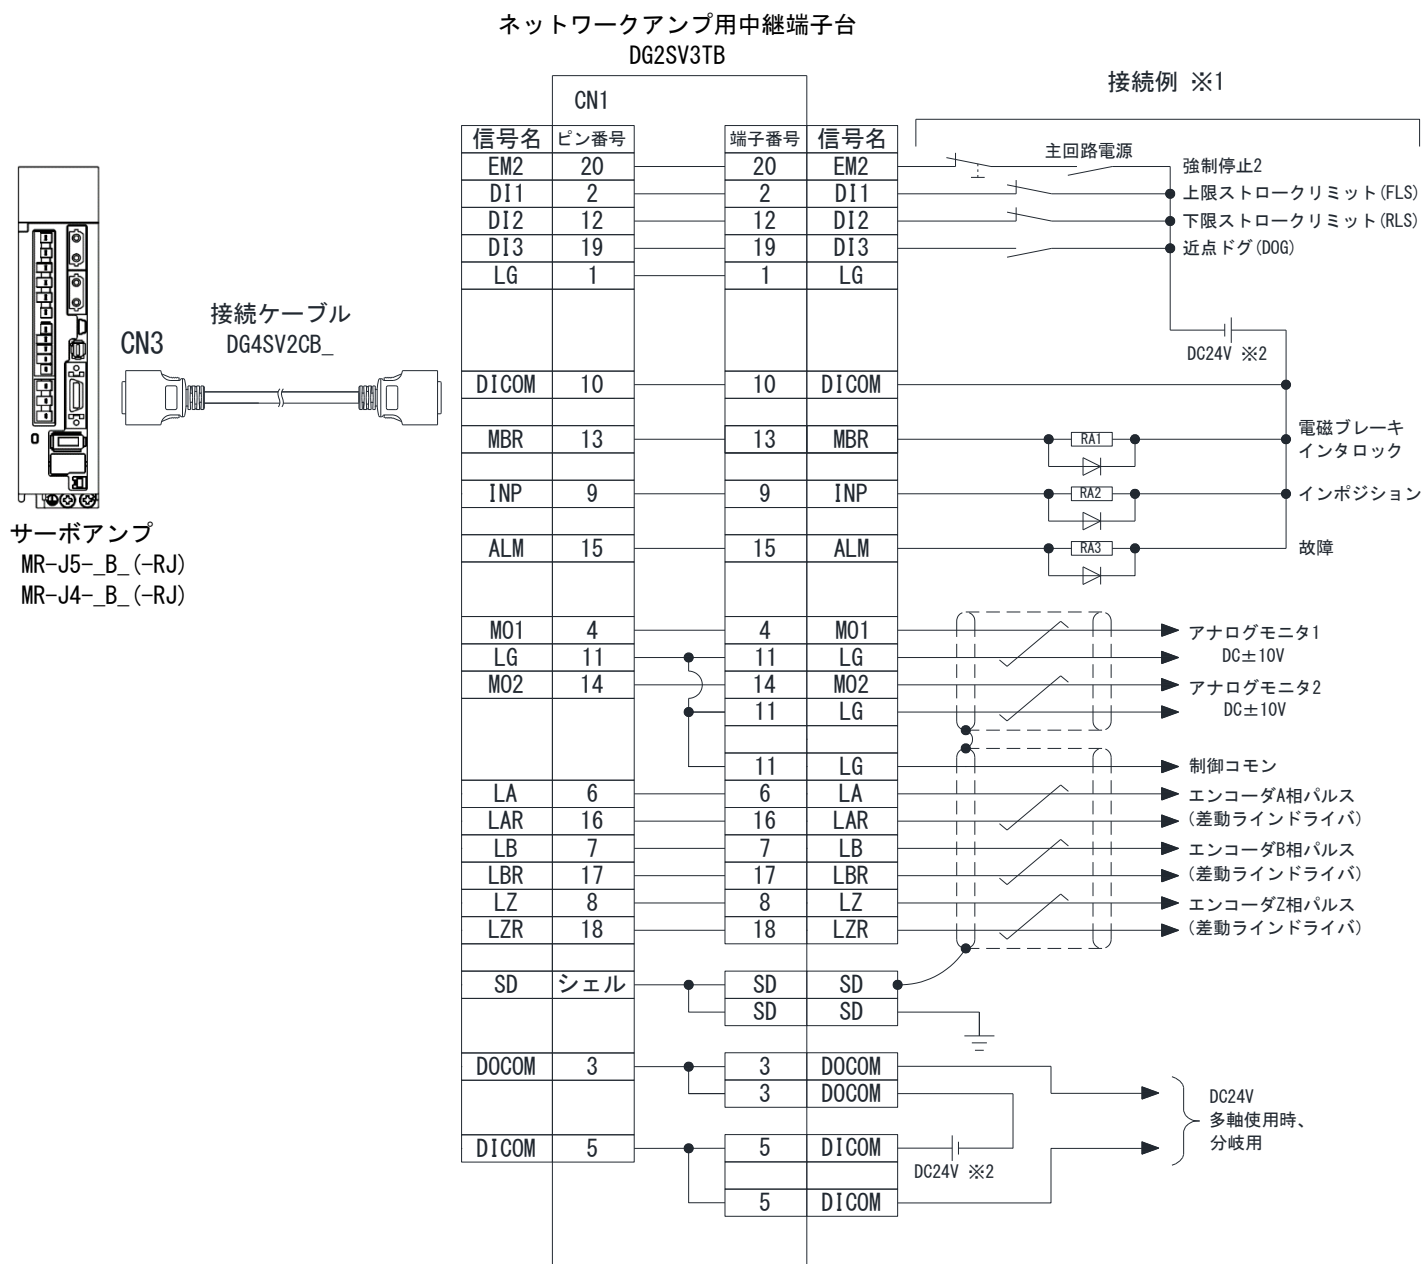 ネットワークアンプ用中継端子台
DG2SV3TB
接続例 ※1
CN1
信号名 ピン番号 端子番号 信号名
EM2 20 20 EM2 主回路電源 強制停止2
DI1 2 2 DI1 上限ストロークリミット(FLS)
DI2 12 12 DI2 下限ストロークリミット(RLS)
DI3 19 19 DI3 近点ドグ(DOG)
LG 1 1 LG
接続ケーブル
DG4SV2CB_
CN3
DC24V ※2
DICOM 10 10 DICOM
MBR 13 13 MBR RA1 電磁ブレーキ
インタロック
INP 9 9 INP RA2 インポジション
ALM 15 15 ALM RA3 故障
サーボアンプ
MR-J5-_B_(-RJ)
MR-J4-_B_(-RJ)
MO1 4 4 MO1 アナログモニタ1
LG 11 11 LG DC±10V
MO2 14 14 MO2 アナログモニタ2
11 LG DC±10V
11 LG 制御コモン
LA 6 6 LA エンコーダA相パルス
LAR 16 16 LAR (差動ラインドライバ)
LB 7 7 LB エンコーダB相パルス
LBR 17 17 LBR (差動ラインドライバ)
LZ 8 8 LZ エンコーダZ相パルス
LZR 18 18 LZR (差動ラインドライバ)
SD シェル SD SD
SD SD
DOCOM 3 3 DOCOM
3 DOCOM
DC24V
多軸使用時、
分岐用
DICOM 5 5 DICOM
DC24V ※2
5 DICOM